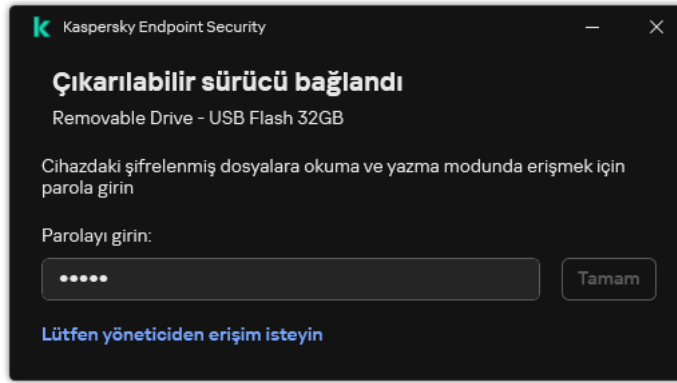 Kaspersky Endpoint Security
Çıkarılabilir sürücü bağlandı
Removable Drive - USB Flash 32GB
Cihazdaki şifrelenmiş dosyalara okuma ve yazma modunda erişmek için
parola girin
Parolayı girin:
•••••
Tamam
Lütfen yöneticiden erişim isteyin